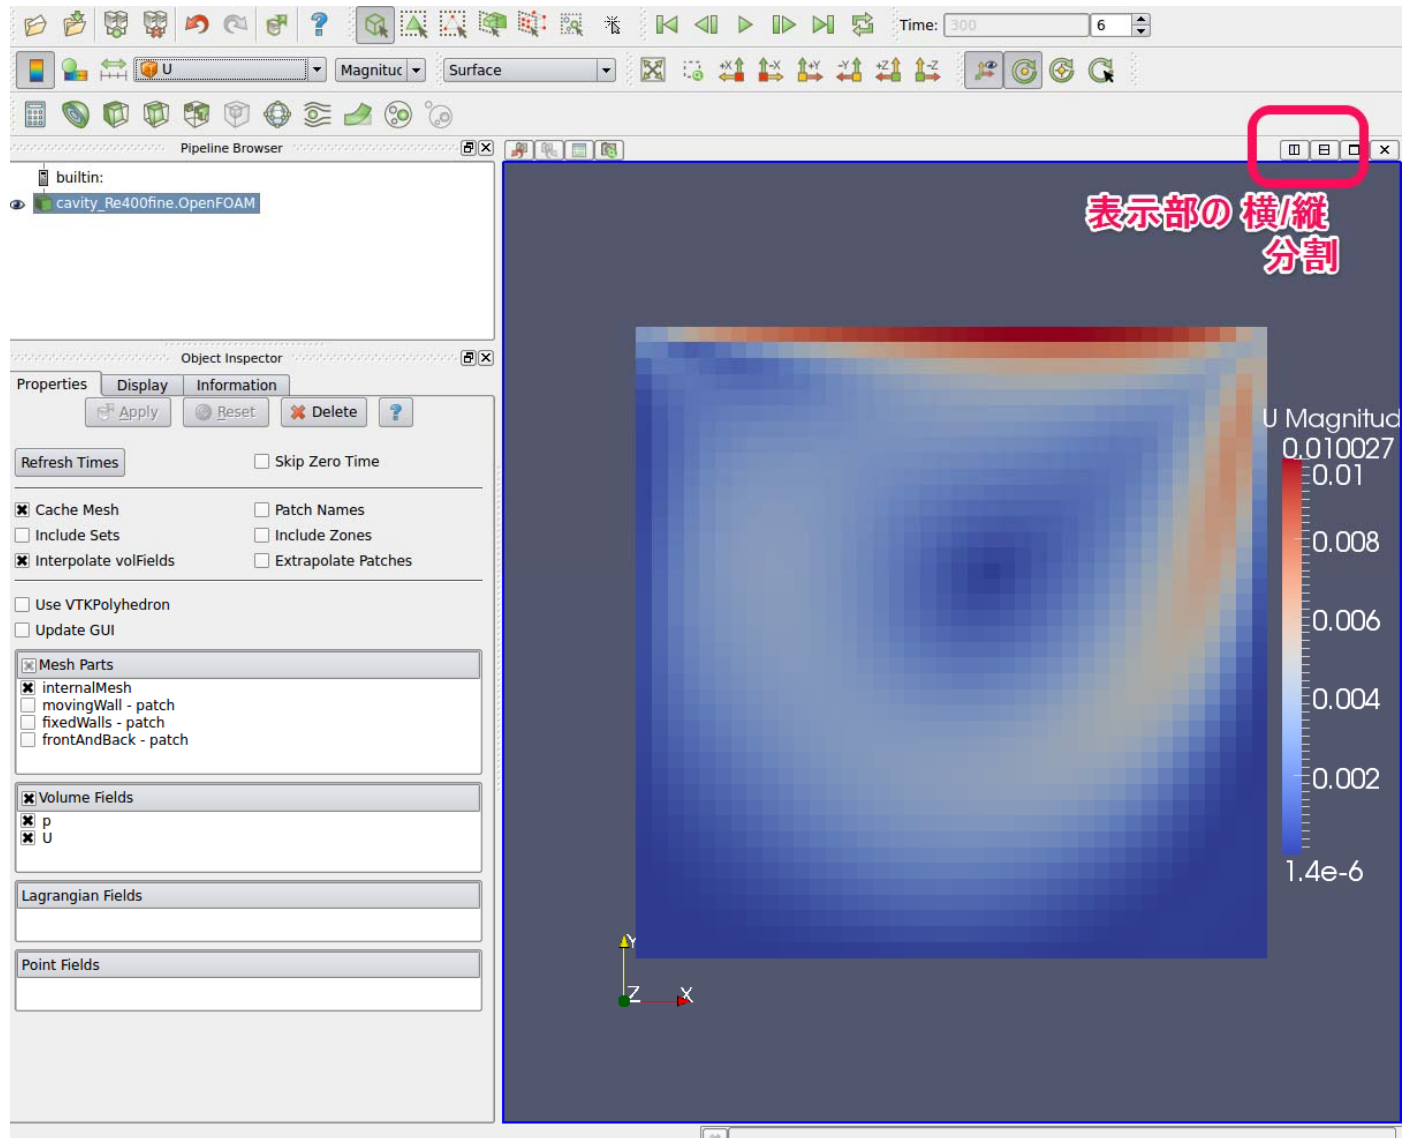 Time: 300 6
U Magnituc Surface
+X -X +Y -Y +Z -Z
Pipeline Browser
builtin:
cavity_Re400fine.OpenFOAM
表示部の 横/縦
分割
Object Inspector
Properties Display Information
Apply Reset Delete ?
Refresh Times Skip Zero Time
Cache Mesh Patch Names
Include Sets Include Zones
Interpolate volFields Extrapolate Patches
Use VTKPolyhedron
Update GUI
Mesh Parts
internalMesh
movingWall - patch
fixedWalls - patch
frontAndBack - patch
Volume Fields
p
U
Lagrangian Fields
Point Fields
U Magnitud
0.010027
0.01
0.008
0.006
0.004
0.002
1.4e-6
Y
Z X